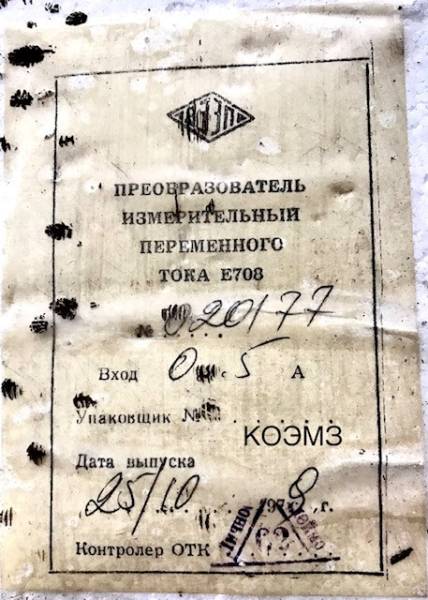 ПРЕОБРАЗОВАТЕЛЬ
ИЗМЕРИТЕЛЬНЫЙ
ПЕРЕМЕННОГО
ТОКА Е708
№ 020177
Вход 0 5 А
Упаковщик №
КОЭМЗ
Дата выпуска
25/10 1978 г.
Контролер ОТК